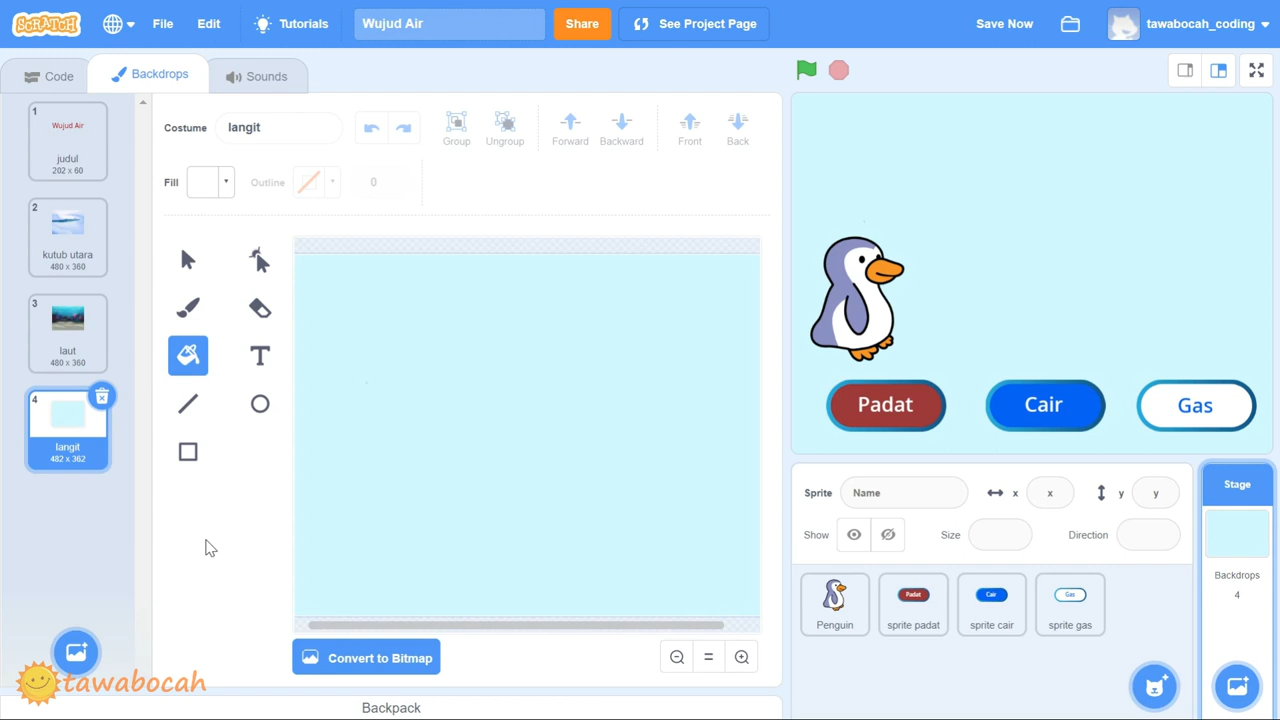 SCRATCH File Edit Tutorials Wujud Air Share See Project Page Save Now tawabocah_coding
Code Backdrops Sounds
1
Wujud Air
judul
202 x 60
2
kutub utara
480 x 360
3
laut
480 x 360
4
langit
482 x 362
Costume langit Group Ungroup Forward Backward Front Back
Fill Outline 0
T
Convert to Bitmap
Backpack
tawabocah
Padat Cair Gas
Sprite Name x x y y
Show Size Direction
Penguin
Padat
sprite padat
Cair
sprite cair
Gas
sprite gas
Stage
Backdrops
4